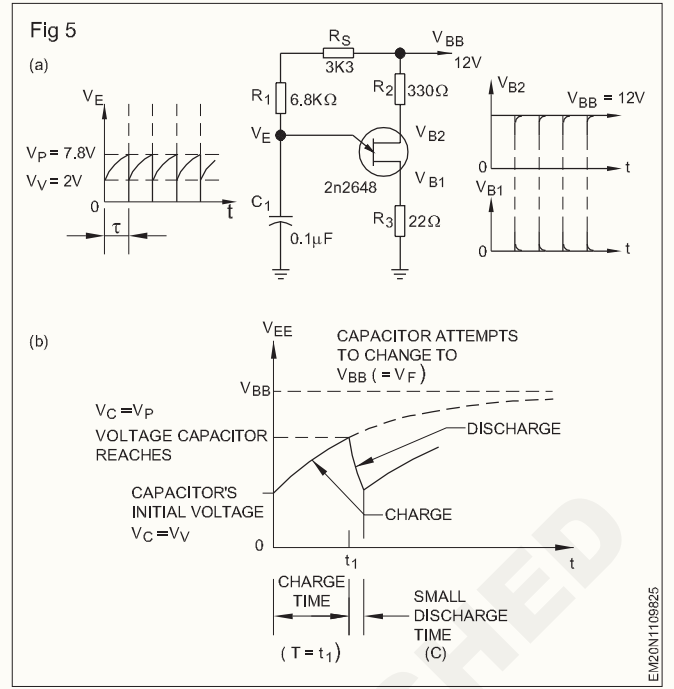 Fig 5
(a)
V_E
V_P = 7.8V
V_V = 2V
0
t
τ
R_S
3K3
V_BB
12V
R_1
6.8KΩ
R_2
330Ω
V_E
V_B2
V_B1
2n2648
C_1
0.1μF
R_3
22Ω
V_B2
V_BB = 12V
0
t
V_B1
0
t
(b)
V_EE
CAPACITOR ATTEMPTS
TO CHANGE TO
V_BB ( = V_F )
V_BB
V_C = V_P
VOLTAGE CAPACITOR
REACHES
DISCHARGE
CAPACITOR'S
INITIAL VOLTAGE
V_C = V_V
CHARGE
0
t_1
t
CHARGE
TIME
( T = t_1 )
SMALL
DISCHARGE
TIME
(C)
EM20N1109825